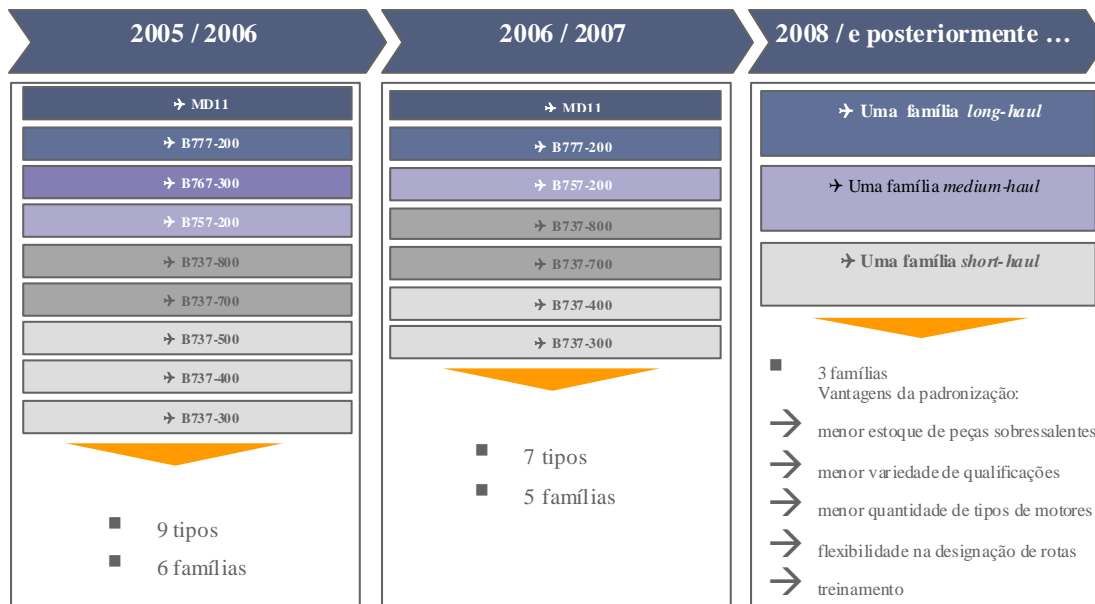 2005 / 2006
✈ MD11
✈ B777-200
✈ B767-300
✈ B757-200
✈ B737-800
✈ B737-700
✈ B737-500
✈ B737-400
✈ B737-300
■ 9 tipos
■ 6 famílias
2006 / 2007
✈ MD11
✈ B777-200
✈ B757-200
✈ B737-800
✈ B737-700
✈ B737-400
✈ B737-300
■ 7 tipos
■ 5 famílias
2008 / e posteriormente …
✈ Uma família long-haul
✈ Uma família medium-haul
✈ Uma família short-haul
■ 3 famílias
Vantagens da padronização:
→ menor estoque de peças sobressalentes
→ menor variedade de qualificações
→ menor quantidade de tipos de motores
→ flexibilidade na designação de rotas
→ treinamento